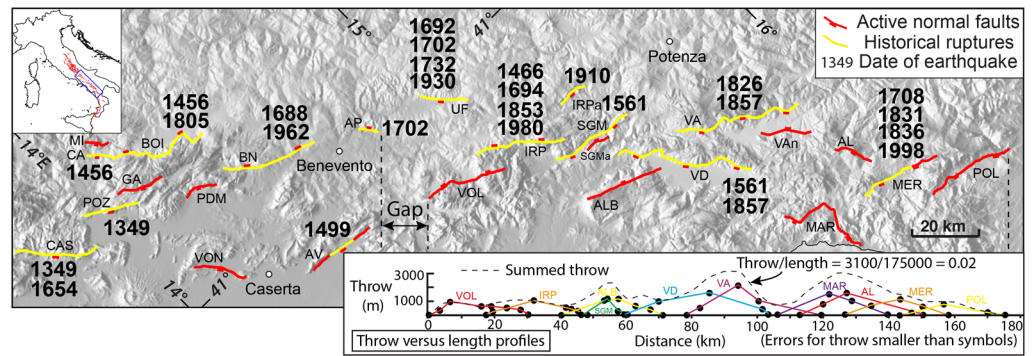 1692
1702
1732
1930
15°
41°
16°
Active normal faults
Historical ruptures
1349 Date of earthquake
Potenza
1466
1694
1853
1980
1910
1561
1826
1857
1708
1831
1836
1998
1456
1805
1688
1962
UF
IRPa
SGM
SGMa
IRP
VA
VAn
AL
AP
1702
MI
CA
BOI
BN
Benevento
14°E
1456
GA
POZ
PDM
1349
VOL
ALB
VD
1561
1857
MER
POL
Gap
1499
AV
MAR
20 km
CAS
1349
1654
VON
Caserta
14°
41°
Throw
(m)
3000
1000
0
Summed throw
Throw/length = 3100/175000 = 0.02
VOL
IRP
ALB
SGM
VD
VA
MAR
AL
MER
POL
0 20 40 60 80 100 120 140 160 180
Throw versus length profiles
Distance (km)
(Errors for throw smaller than symbols)